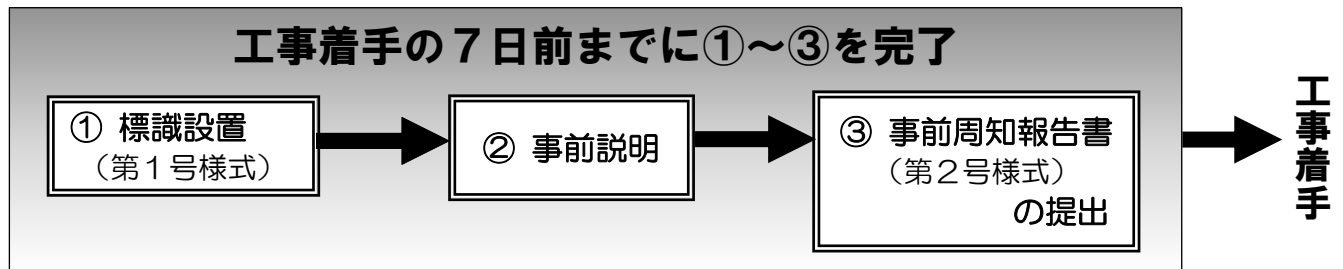 工事着手の７日前までに①～③を完了
① 標識設置
（第１号様式）
② 事前説明
③ 事前周知報告書
（第２号様式）
の提出
工事着手